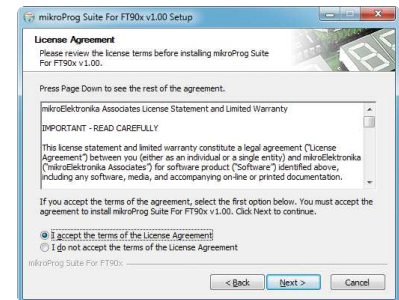 mikroProg Suite For FT90x v1.00 Setup
License Agreement
Please review the license terms before installing mikroProg Suite
For FT90x v1.00.
Press Page Down to see the rest of the agreement.
mikroElektronika Associates License Statement and Limited Warranty
IMPORTANT - READ CAREFULLY
This license statement and limited warranty constitute a legal agreement ("License
Agreement") between you (either as an individual or a single entity) and mikroElektronika
("mikroElektronika Associates") for software product ("Software") identified above,
including any software, media, and accompanying on-line or printed documentation.
If you accept the terms of the agreement, select the first option below. You must accept the
agreement to install mikroProg Suite For FT90x v1.00. Click Next to continue.
I accept the terms of the License Agreement
I do not accept the terms of the License Agreement
mikroProg Suite For FT90x
< Back Next > Cancel